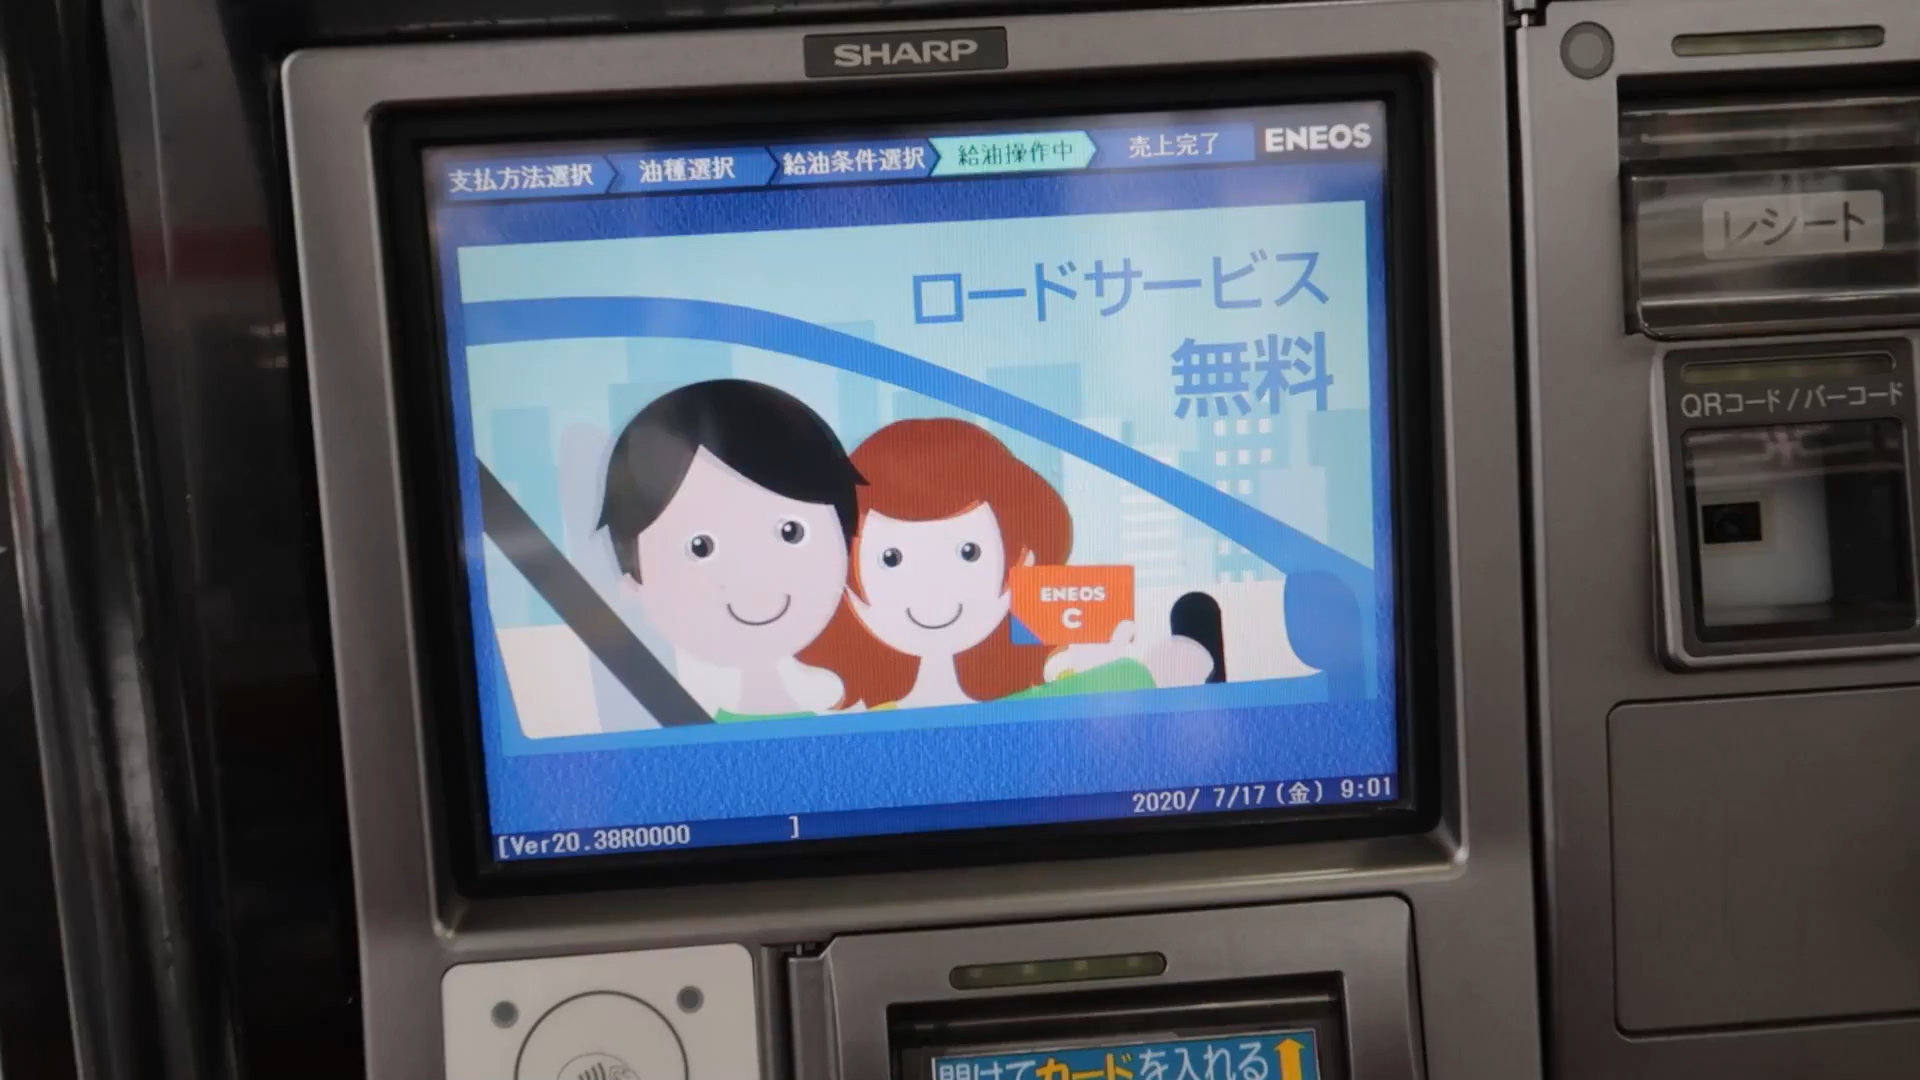 SHARP
支払方法選択 油種選択 給油条件選択 給油操作中 売上完了 ENEOS
ロードサービス
無料
ENEOS
C
2020/ 7/17(金) 9:01
[Ver20.38R0000 ]
レシート
QRコード/バーコード
開けてカードを入れる